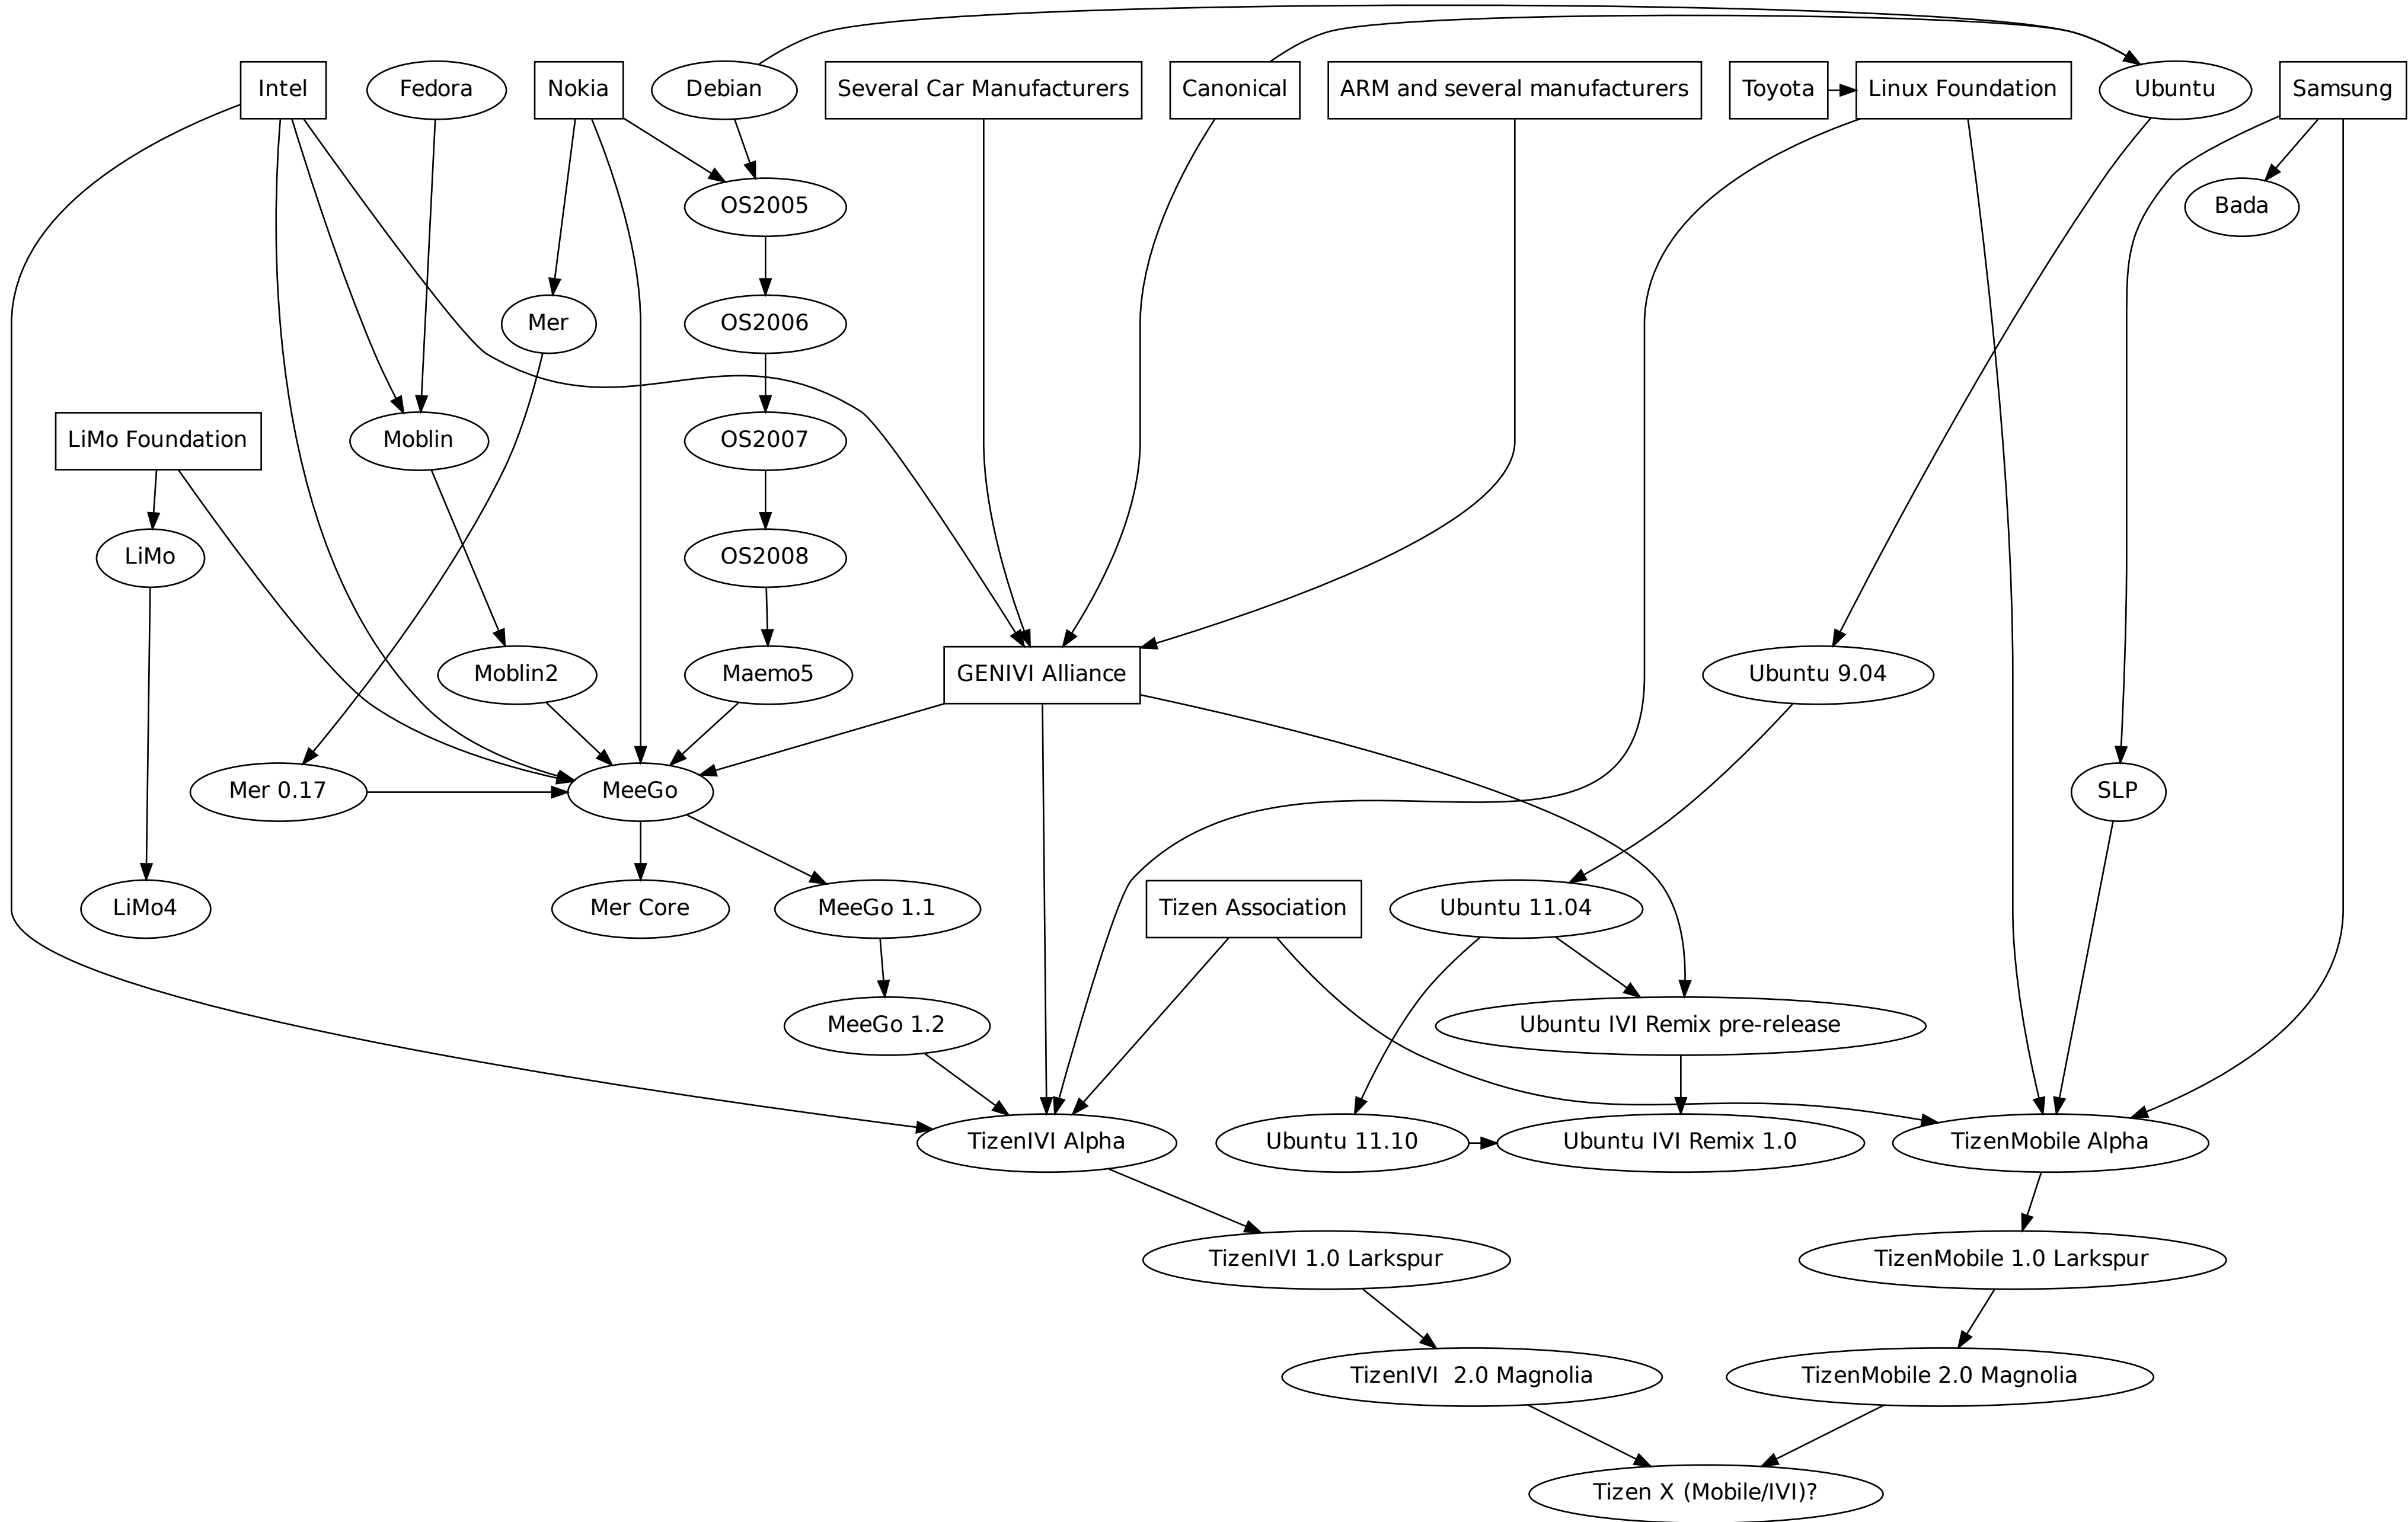 Intel
Fedora
Nokia
Debian
Several Car Manufacturers
Canonical
ARM and several manufacturers
Toyota
Linux Foundation
Ubuntu
Samsung
OS2005
Bada
Mer
OS2006
LiMo Foundation
Moblin
OS2007
LiMo
OS2008
Moblin2
Maemo5
GENIVI Alliance
Ubuntu 9.04
Mer 0.17
MeeGo
SLP
LiMo4
Mer Core
MeeGo 1.1
Tizen Association
Ubuntu 11.04
MeeGo 1.2
Ubuntu IVI Remix pre-release
TizenIVI Alpha
Ubuntu 11.10
Ubuntu IVI Remix 1.0
TizenMobile Alpha
TizenIVI 1.0 Larkspur
TizenMobile 1.0 Larkspur
TizenIVI  2.0 Magnolia
TizenMobile 2.0 Magnolia
Tizen X (Mobile/IVI)?